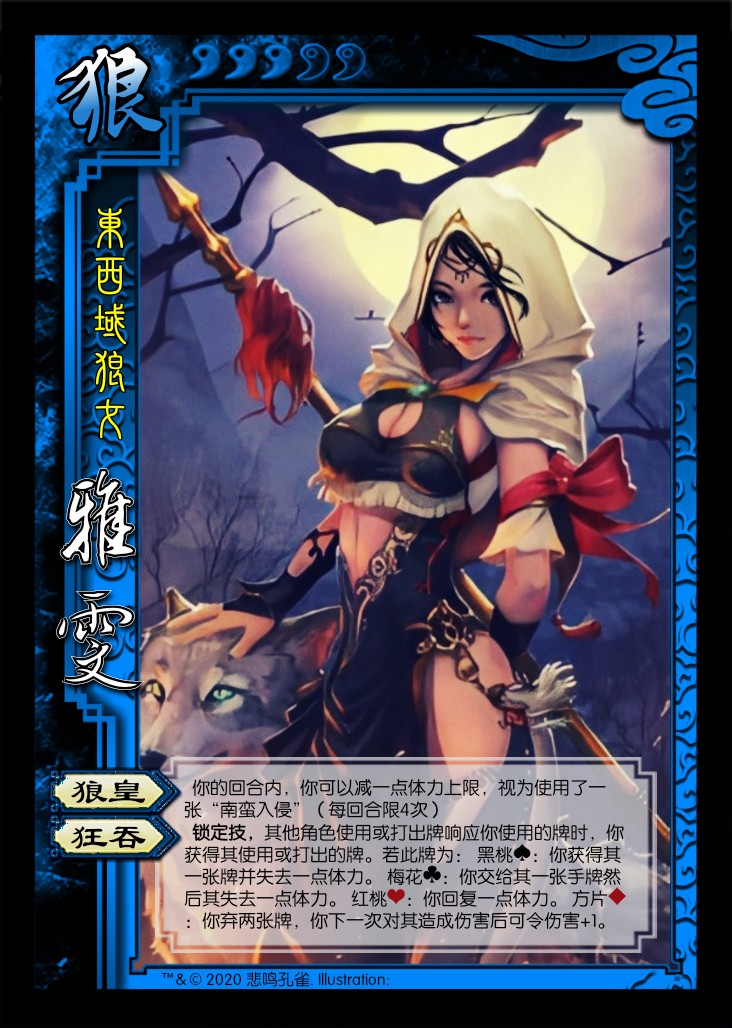 狼
東西域狼女
雅雯
狼皇
你的回合内，你可以减一点体力上限，视为使用了一
张“南蛮入侵”（每回合限4次）
狂吞
锁定技，其他角色使用或打出牌响应你使用的牌时，你
获得其使用或打出的牌。若此牌为： 黑桃♠：你获得其
一张牌并失去一点体力。 梅花♣：你交给其一张手牌然
后其失去一点体力。 红桃❤：你回复一点体力。 方片♦
：你弃两张牌，你下一次对其造成伤害后可令伤害+1。
™& © 2020 悲鸣孔雀. Illustration: